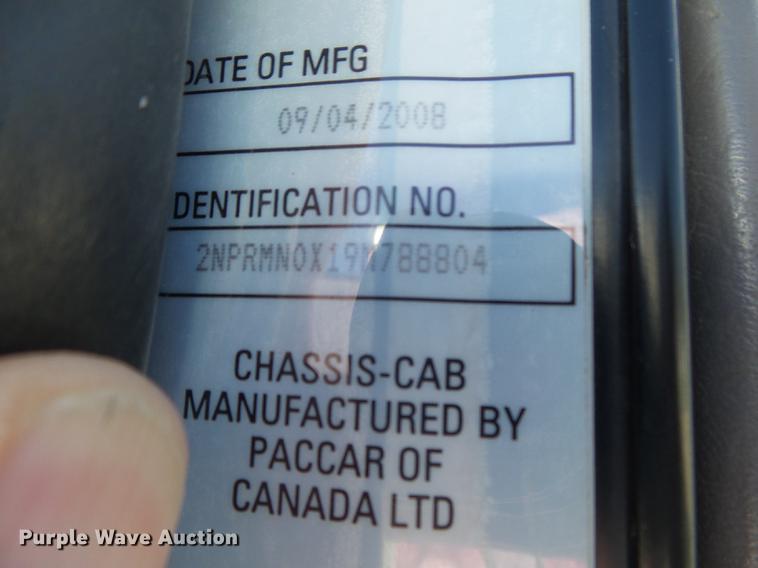 DATE OF MFG
09/04/2008
DENTIFICATION NO.
2NPRMN0X19M788804
CHASSIS-CAB
MANUFACTURED BY
PACCAR OF
CANADA LTD
Purple Wave Auction